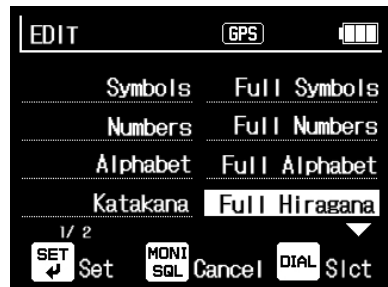 EDIT GPS
Symbols Full Symbols
Numbers Full Numbers
Alphabet Full Alphabet
Katakana Full Hiragana
1/ 2
SET Set MONI SQL Cancel DIAL Slct